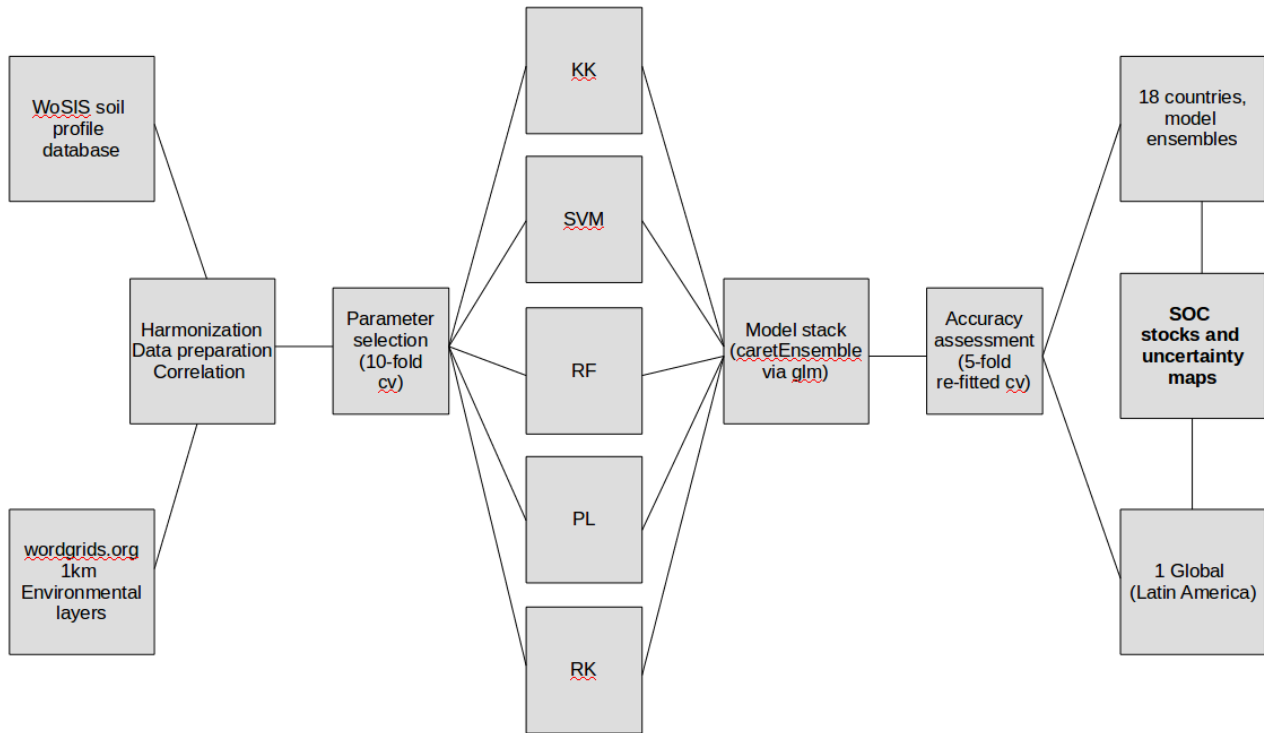 WoSIS soil
profile
database
wordgrids.org
1km
Environmental
layers
Harmonization
Data preparation
Correlation
Parameter
selection
(10-fold
cv)
KK
SVM
RF
PL
RK
Model stack
(caretEnsemble
via glm)
Accuracy
assessment
(5-fold
re-fitted cv)
18 countries,
model
ensembles
SOC
stocks and
uncertainty
maps
1 Global
(Latin America)